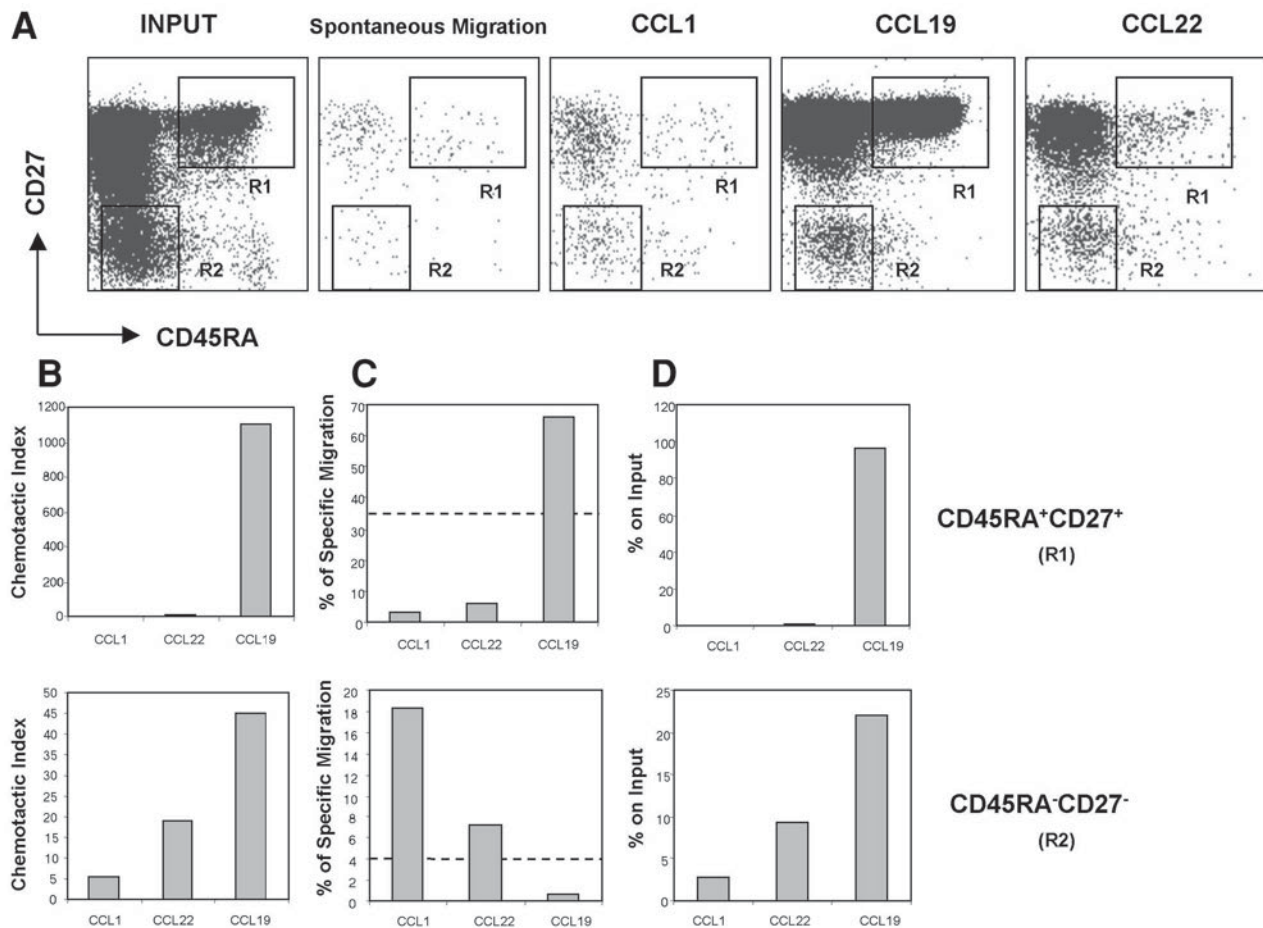 A
INPUT
Spontaneous Migration
CCL1
CCL19
CCL22
CD27
R1
R2
R1
R2
R1
R2
R1
R2
R1
R2
CD45RA
B
C
D
Chemotactic Index
1200
1000
800
600
400
200
0
CCL1 CCL22 CCL19
% of Specific Migration
70
60
50
40
30
20
10
0
CCL1 CCL22 CCL19
% on Input
120
100
80
60
40
20
0
CCL1 CCL22 CCL19
CD45RA⁺CD27⁺
(R1)
Chemotactic Index
50
45
40
35
30
25
20
15
10
5
0
CCL1 CCL22 CCL19
% of Specific Migration
20
18
16
14
12
10
8
6
4
2
0
CCL1 CCL22 CCL19
% on Input
25
20
15
10
5
0
CCL1 CCL22 CCL19
CD45RA⁻CD27⁻
(R2)